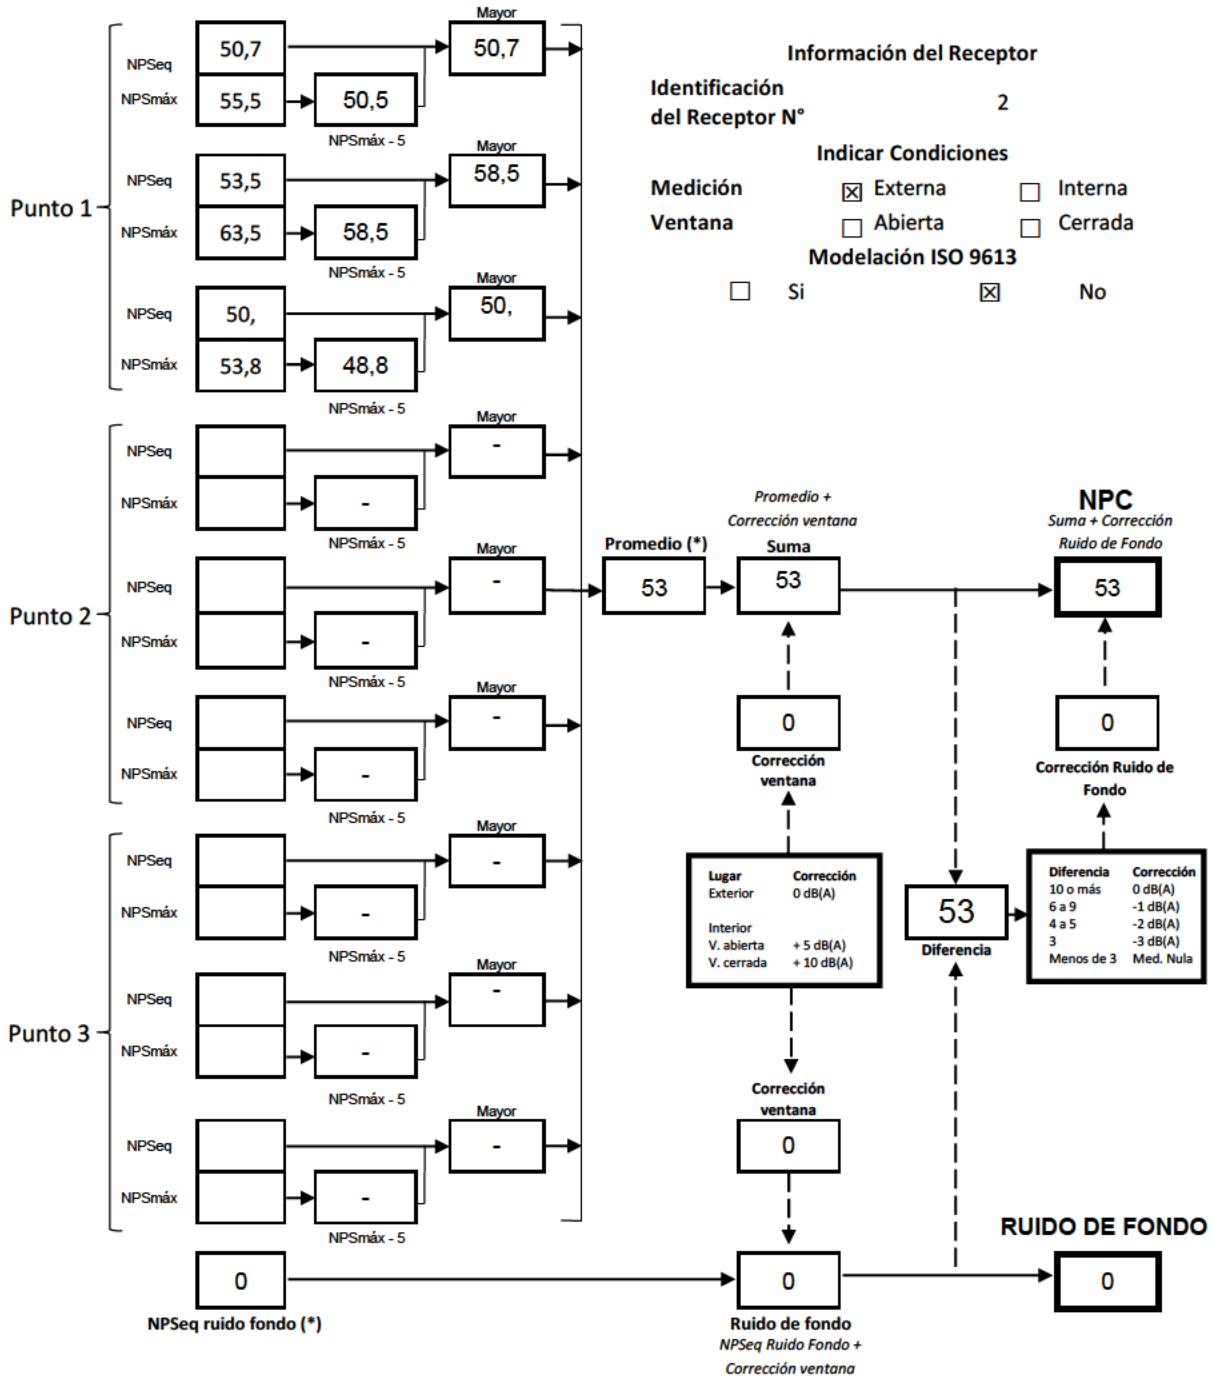 Mayor
NPSeq
50,7
50,7
NPSmáx
55,5
50,5
NPSmáx - 5
Punto 1
Mayor
NPSeq
53,5
58,5
NPSmáx
63,5
58,5
NPSmáx - 5
Mayor
NPSeq
50,
50,
NPSmáx
53,8
48,8
NPSmáx - 5
Información del Receptor
Identificación
del Receptor N°
2
Indicar Condiciones
Medición
☒ Externa
☐ Interna
Ventana
☐ Abierta
☐ Cerrada
Modelación ISO 9613
☐ Si
☒ No
Punto 2
Mayor
NPSeq
-
NPSmáx
-
NPSmáx - 5
Mayor
NPSeq
-
NPSmáx
-
NPSmáx - 5
Mayor
NPSeq
-
NPSmáx
-
NPSmáx - 5
Punto 3
Mayor
NPSeq
-
NPSmáx
-
NPSmáx - 5
Mayor
NPSeq
-
NPSmáx
-
NPSmáx - 5
Mayor
NPSeq
-
NPSmáx
-
NPSmáx - 5
Promedio (*)
53
Promedio +
Corrección ventana
Suma
53
NPC
Suma + Corrección
Ruido de Fondo
53
0
Corrección
ventana
0
Corrección Ruido de
Fondo
Lugar Corrección
Exterior 0 dB(A)
Interior
V. abierta + 5 dB(A)
V. cerrada + 10 dB(A)
53
Diferencia
Diferencia Corrección
10 o más 0 dB(A)
6 a 9 -1 dB(A)
4 a 5 -2 dB(A)
3 -3 dB(A)
Menos de 3 Med. Nula
Corrección
ventana
0
0
NPSeq ruido fondo (*)
0
Ruido de fondo
NPSeq Ruido Fondo +
Corrección ventana
RUIDO DE FONDO
0